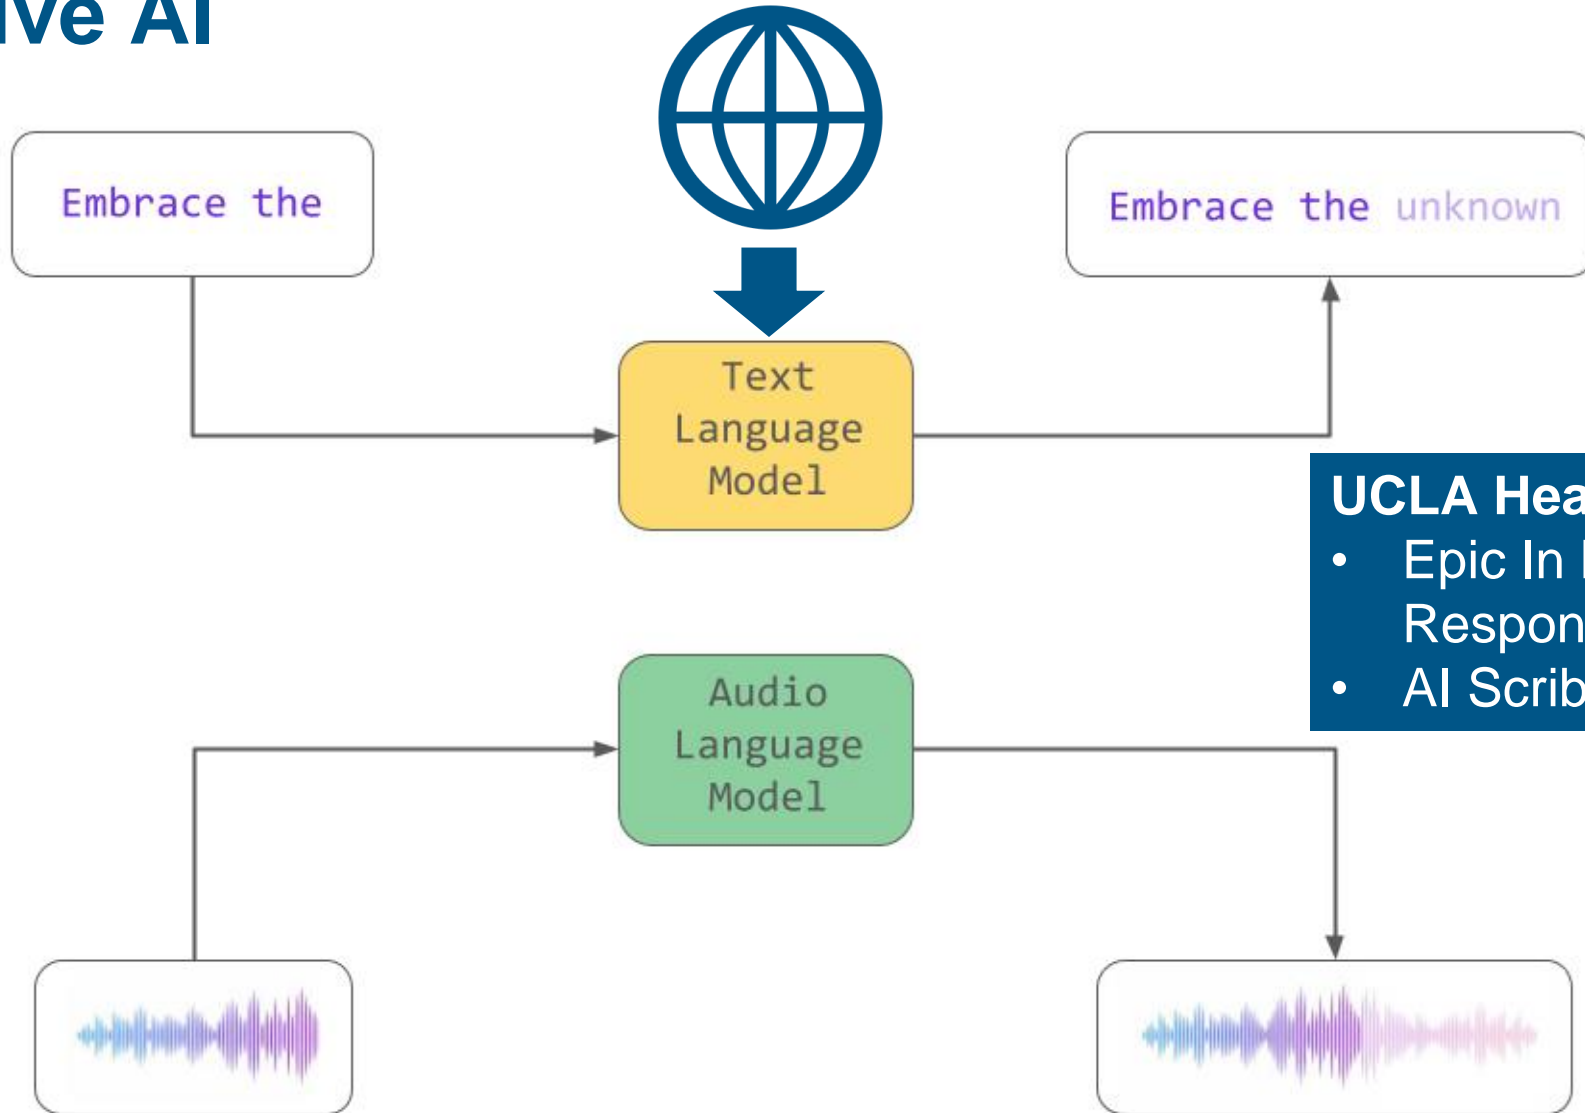 ive AI
Embrace the
Embrace the unknown
Text
Language
Model
UCLA Hea
• Epic In
Respon
• AI Scrib
Audio
Language
Model